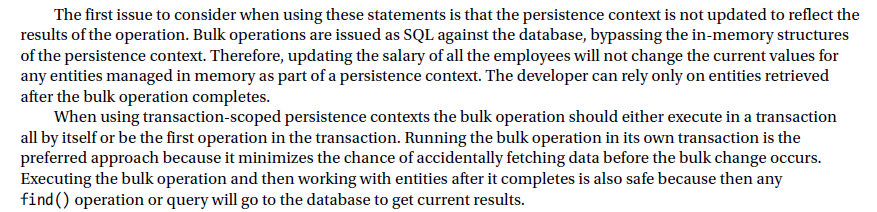 The first issue to consider when using these statements is that the persistence context is not updated to reflect the
results of the operation. Bulk operations are issued as SQL against the database, bypassing the in-memory structures
of the persistence context. Therefore, updating the salary of all the employees will not change the current values for
any entities managed in memory as part of a persistence context. The developer can rely only on entities retrieved
after the bulk operation completes.
When using transaction-scoped persistence contexts the bulk operation should either execute in a transaction
all by itself or be the first operation in the transaction. Running the bulk operation in its own transaction is the
preferred approach because it minimizes the chance of accidentally fetching data before the bulk change occurs.
Executing the bulk operation and then working with entities after it completes is also safe because then any
find() operation or query will go to the database to get current results.